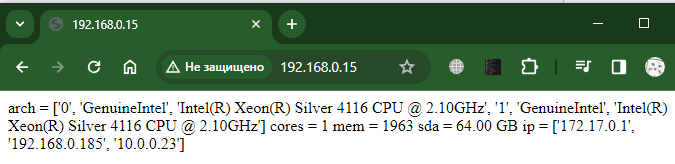 192.168.0.15
Не защищено
192.168.0.15
arch = ['0', 'GenuineIntel', 'Intel(R) Xeon(R) Silver 4116 CPU @ 2.10GHz', '1', 'GenuineIntel', 'Intel(R)
Xeon(R) Silver 4116 CPU @ 2.10GHz'] cores = 1 mem = 1963 sda = 64.00 GB ip = ['172.17.0.1',
'192.168.0.185', '10.0.0.23']